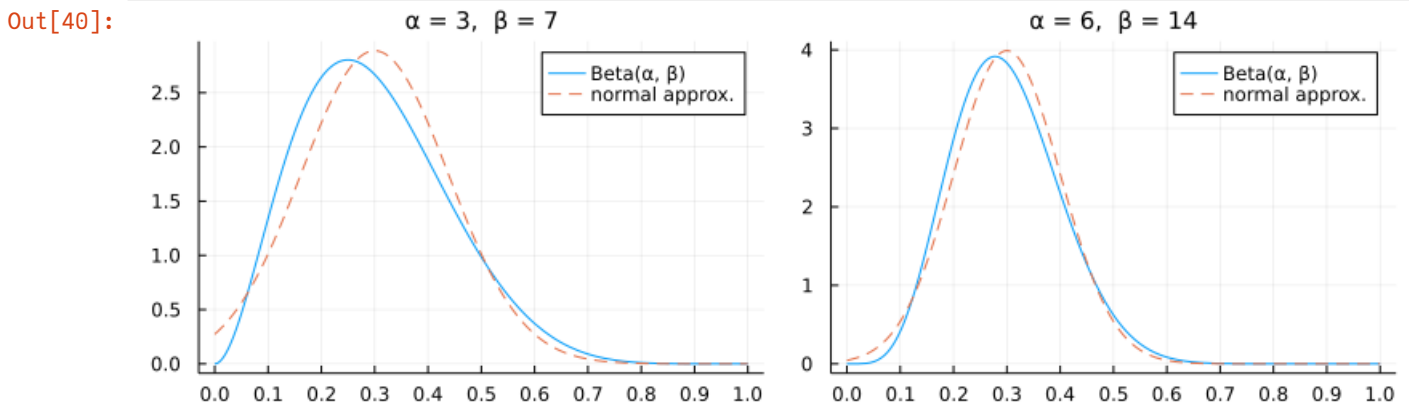 Out[40]:
α = 3, β = 7
Beta(α, β)
normal approx.
2.5
2.0
1.5
1.0
0.5
0.0
0.0 0.1 0.2 0.3 0.4 0.5 0.6 0.7 0.8 0.9 1.0
α = 6, β = 14
Beta(α, β)
normal approx.
4
3
2
1
0
0.0 0.1 0.2 0.3 0.4 0.5 0.6 0.7 0.8 0.9 1.0